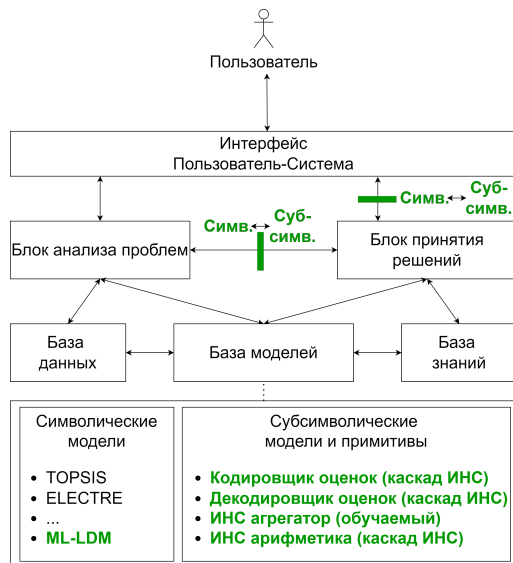 Пользователь
Интерфейс
Пользователь-Система
Симв.
Суб-
симв.
Симв.
Суб-
симв.
Блок анализа проблем
Блок принятия
решений
База
данных
База моделей
База
знаний
Символические
модели
• TOPSIS
• ELECTRE
• ...
• ML-LDM
Субсимволические
модели и примитивы
• Кодировщик оценок (каскад ИНС)
• Декодировщик оценок (каскад ИНС)
• ИНС агрегатор (обучаемый)
• ИНС арифметика (каскад ИНС)